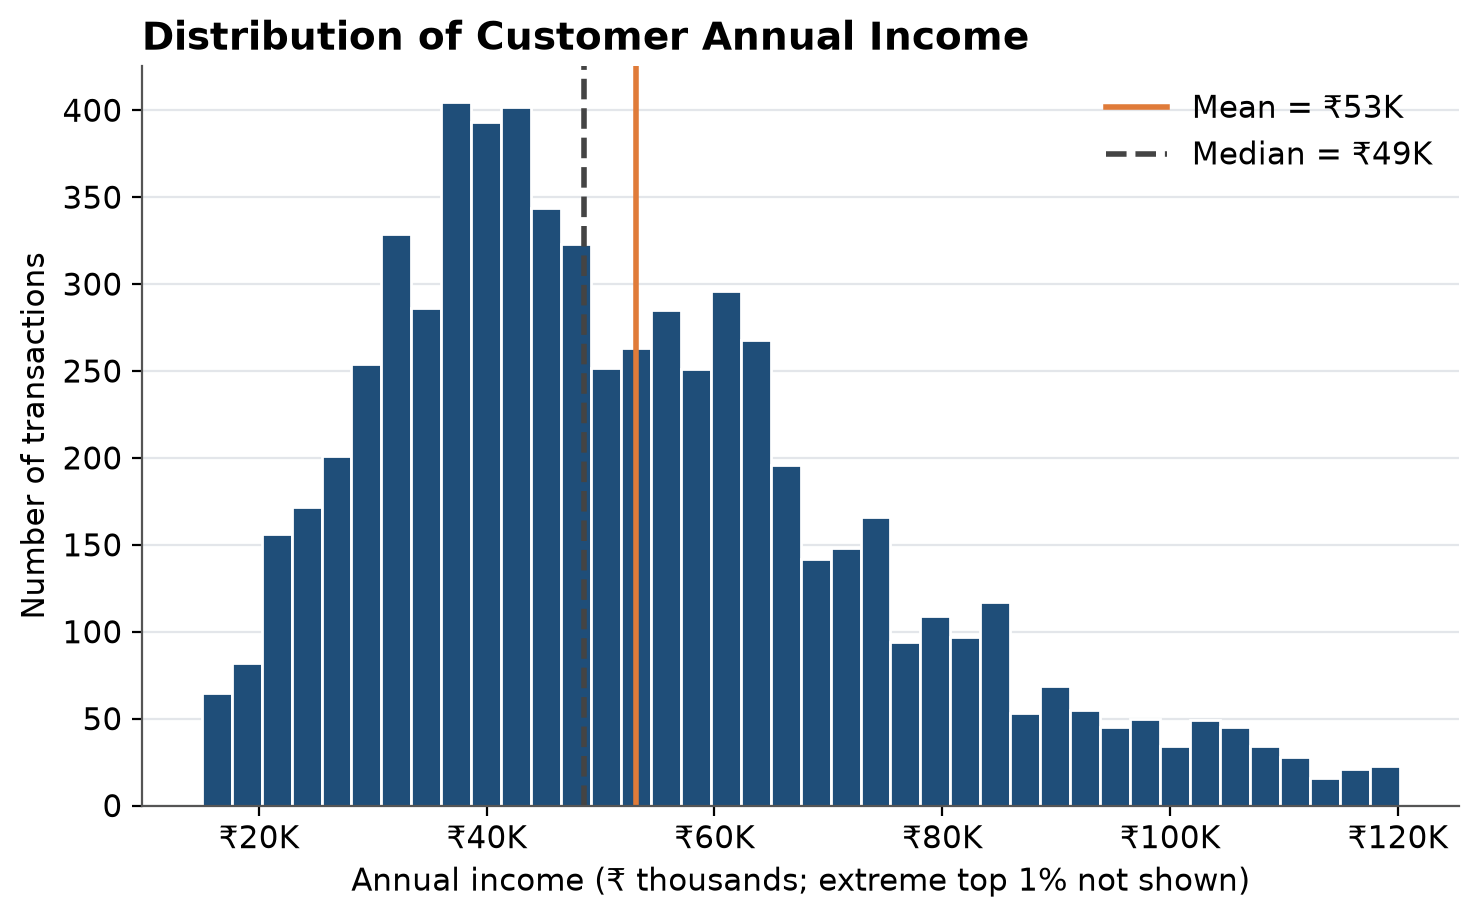 Distribution of Customer Annual Income
Mean = ₹53K
Median = ₹49K
Number of transactions
400
350
300
250
200
150
100
50
0
₹20K ₹40K ₹60K ₹80K ₹100K ₹120K
Annual income (₹ thousands; extreme top 1% not shown)